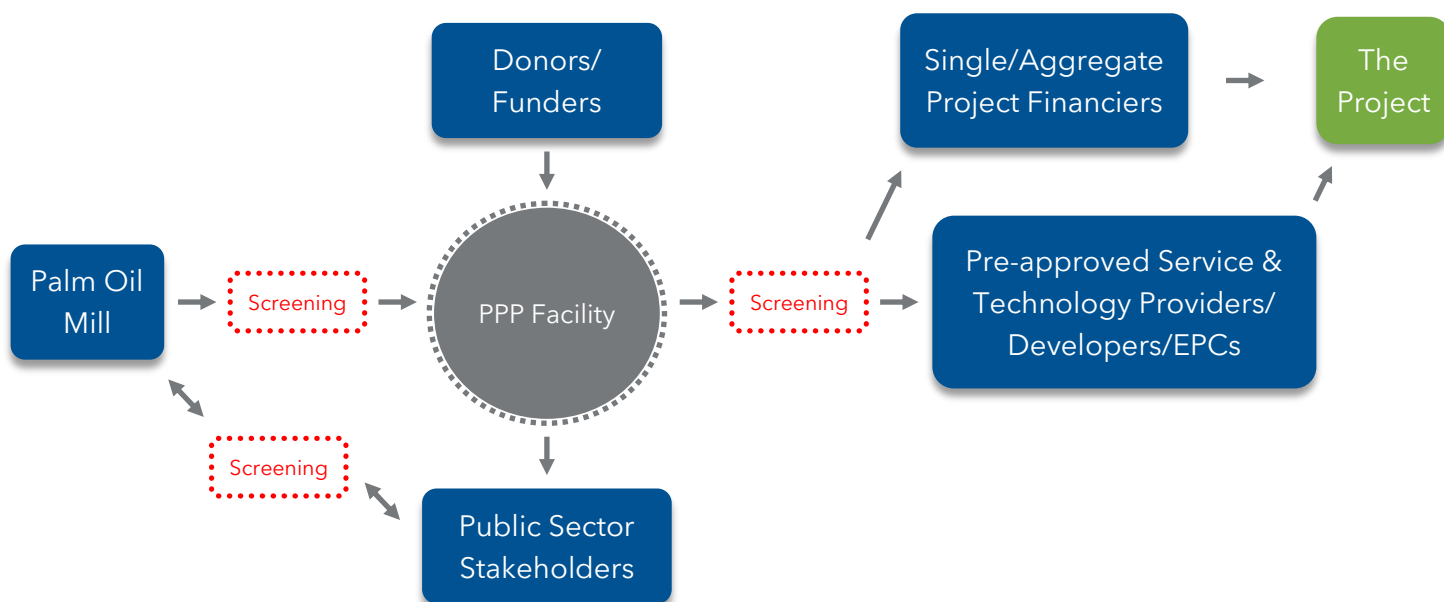 Donors/
Funders
Single/Aggregate
Project Financiers
The
Project
Palm Oil
Mill
Screening
PPP Facility
Screening
Pre-approved Service &
Technology Providers/
Developers/EPCs
Screening
Public Sector
Stakeholders